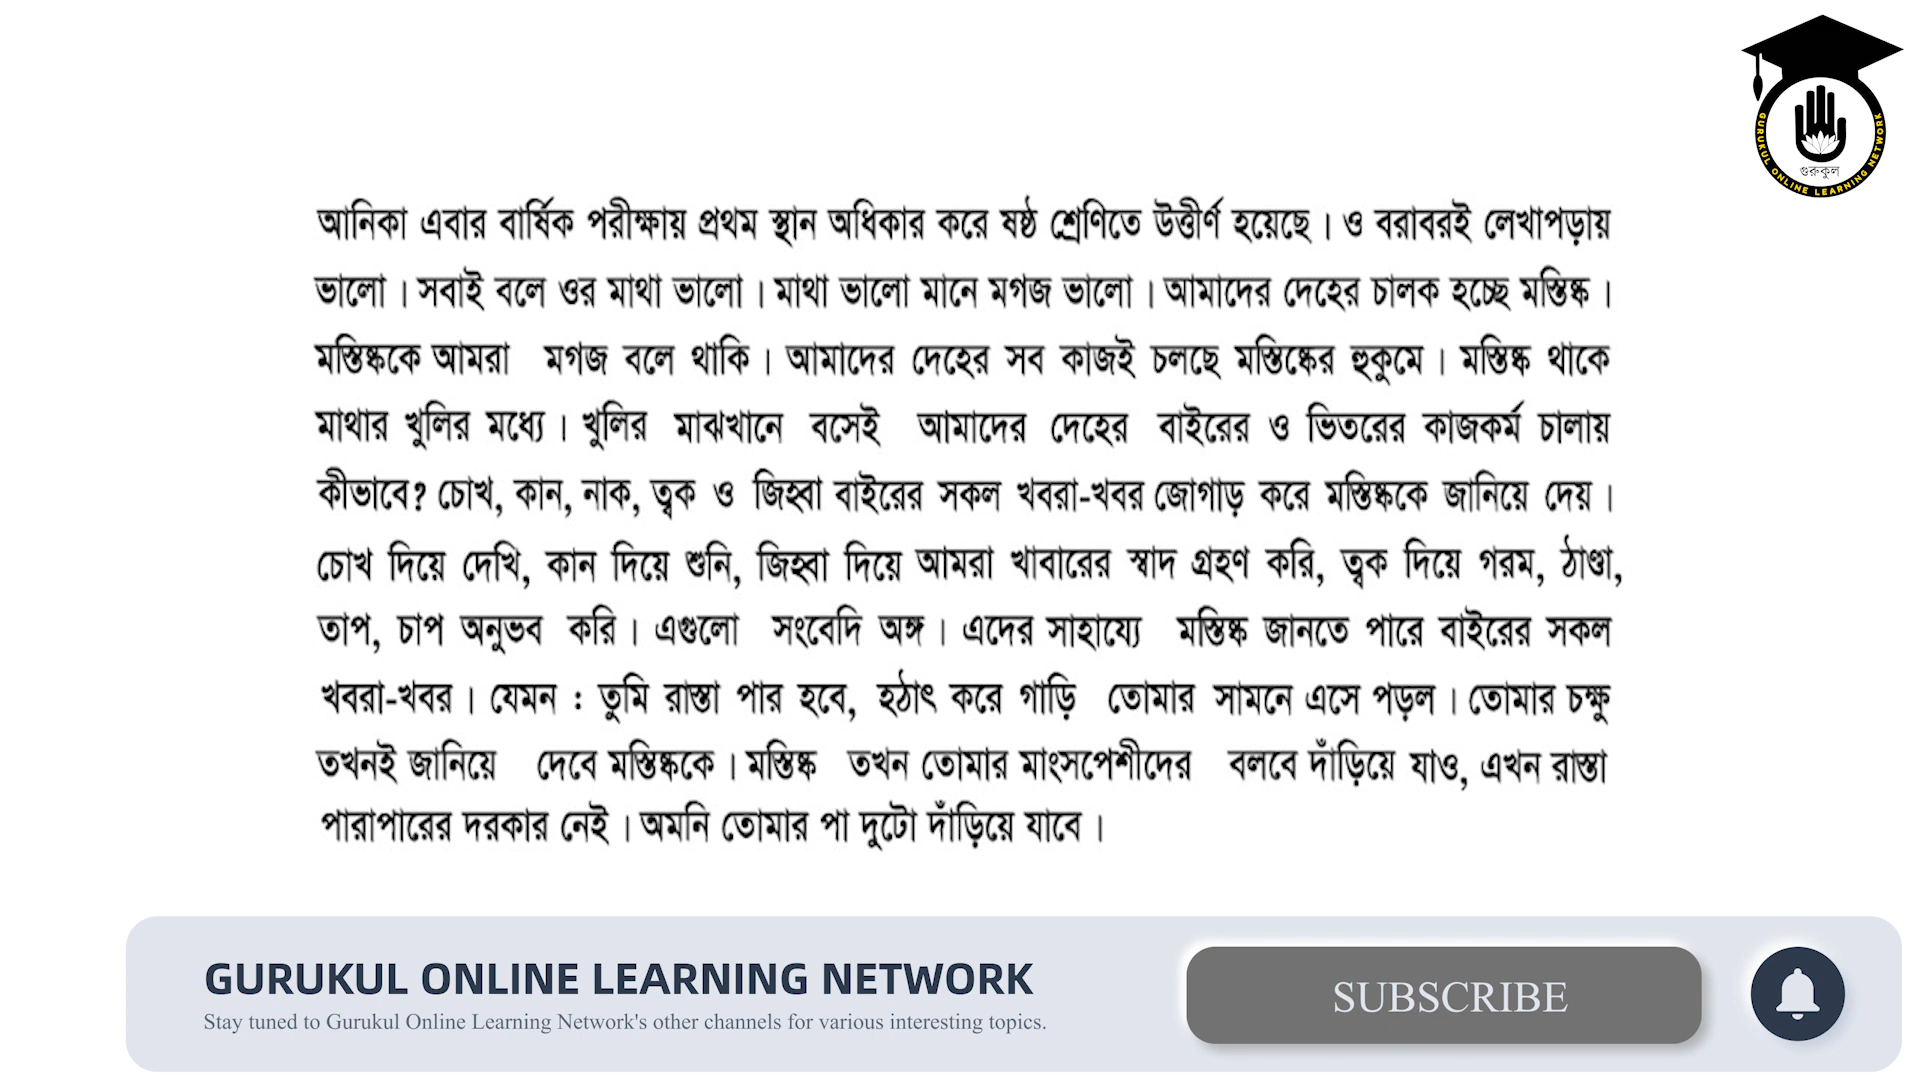 GURUKUL ONLINE LEARNING NETWORK
গুরুকুল
আনিকা এবার বার্ষিক পরীক্ষায় প্রথম স্থান অধিকার করে ষষ্ঠ শ্রেণিতে উত্তীর্ণ হয়েছে। ও বরাবরই লেখাপড়ায়
ভালো। সবাই বলে ওর মাথা ভালো। মাথা ভালো মানে মগজ ভালো। আমাদের দেহের চালক হচ্ছে মস্তিষ্ক।
মস্তিষ্ককে আমরা মগজ বলে থাকি। আমাদের দেহের সব কাজই চলছে মস্তিষ্কের হুকুমে। মস্তিষ্ক থাকে
মাথার খুলির মধ্যে। খুলির মাঝখানে বসেই আমাদের দেহের বাইরের ও ভিতরের কাজকর্ম চালায়
কীভাবে? চোখ, কান, নাক, ত্বক ও জিহ্বা বাইরের সকল খবরা-খবর জোগাড় করে মস্তিষ্ককে জানিয়ে দেয়।
চোখ দিয়ে দেখি, কান দিয়ে শুনি, জিহ্বা দিয়ে আমরা খাবারের স্বাদ গ্রহণ করি, ত্বক দিয়ে গরম, ঠাণ্ডা,
তাপ, চাপ অনুভব করি। এগুলো সংবেদি অঙ্গ। এদের সাহায্যে মস্তিষ্ক জানতে পারে বাইরের সকল
খবরা-খবর। যেমন : তুমি রাস্তা পার হবে, হঠাৎ করে গাড়ি তোমার সামনে এসে পড়ল। তোমার চক্ষু
তখনই জানিয়ে দেবে মস্তিষ্ককে। মস্তিষ্ক তখন তোমার মাংসপেশীদের বলবে দাঁড়িয়ে যাও, এখন রাস্তা
পারাপারের দরকার নেই। অমনি তোমার পা দুটো দাঁড়িয়ে যাবে।
GURUKUL ONLINE LEARNING NETWORK
Stay tuned to Gurukul Online Learning Network's other channels for various interesting topics.
SUBSCRIBE